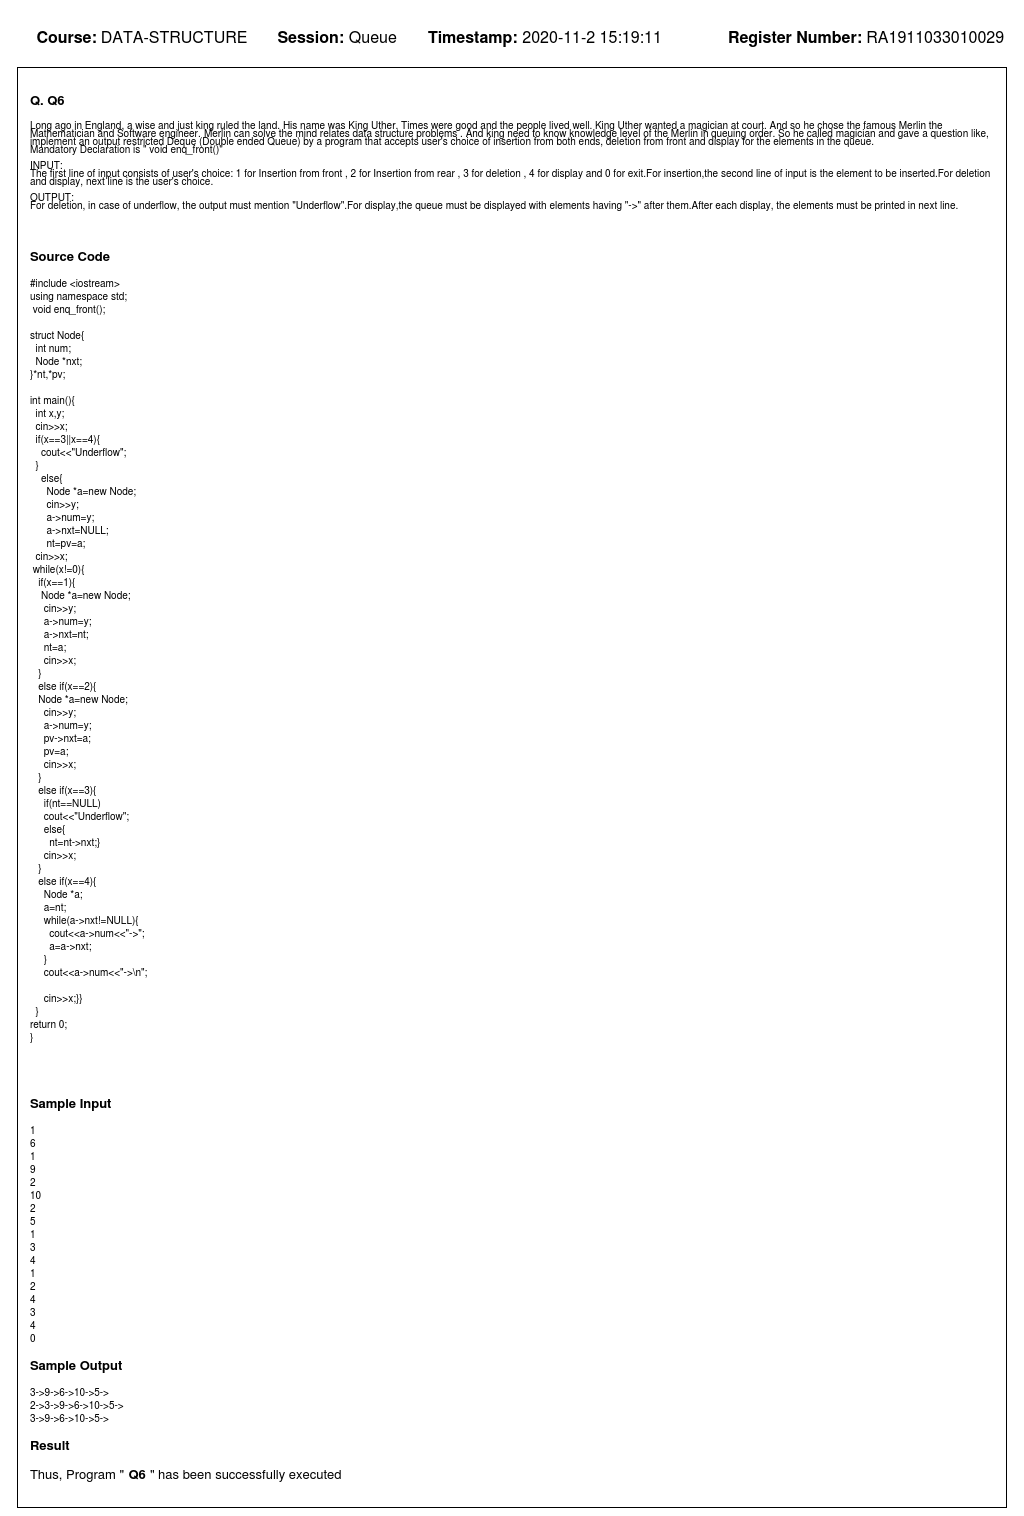 Course: DATA-STRUCTURE Session: Queue Timestamp: 2020-11-2 15:19:11 Register Number: RA1911033010029
Q. Q6
Long ago in England, a wise and just king ruled the land. His name was King Uther. Times were good and the people lived well. King Uther wanted a magician at court. And so he chose the famous Merlin the
Mathematician and Software engineer. Merlin can solve the mind relates data structure problems . And king need to know knowledge level of the Merlin in queuing order. So he called magician and gave a question like,
implement an output restricted Deque (Double ended Queue) by a program that accepts user's choice of insertion from both ends, deletion from front and display for the elements in the queue.
Mandatory Declaration is " void enq_front()"
INPUT:
The first line of input consists of user's choice: 1 for Insertion from front , 2 for Insertion from rear , 3 for deletion , 4 for display and 0 for exit.For insertion,the second line of input is the element to be inserted.For deletion
and display, next line is the user's choice.
OUTPUT:
For deletion, in case of underflow, the output must mention "Underflow".For display,the queue must be displayed with elements having "->" after them.After each display, the elements must be printed in next line.
Source Code
#include <iostream>
using namespace std;
void enq_front();
struct Node{
int num;
Node *nxt;
}*nt,*pv;
int main(){
int x,y;
cin>>x;
if(x==3||x==4){
cout<<"Underflow";
}
else{
Node *a=new Node;
cin>>y;
a->num=y;
a->nxt=NULL;
nt=pv=a;
cin>>x;
while(x!=0){
if(x==1){
Node *a=new Node;
cin>>y;
a->num=y;
a->nxt=nt;
nt=a;
cin>>x;
}
else if(x==2){
Node *a=new Node;
cin>>y;
a->num=y;
pv->nxt=a;
pv=a;
cin>>x;
}
else if(x==3){
if(nt==NULL)
cout<<"Underflow";
else{
nt=nt->nxt;}
cin>>x;
}
else if(x==4){
Node *a;
a=nt;
while(a->nxt!=NULL){
cout<<a->num<<"->";
a=a->nxt;
}
cout<<a->num<<"->\n";
cin>>x;}}
}
return 0;
}
Sample Input
1
6
1
9
2
10
2
5
1
3
4
1
2
4
3
4
0
Sample Output
3->9->6->10->5->
2->3->9->6->10->5->
3->9->6->10->5->
Result
Thus, Program " Q6 " has been successfully executed